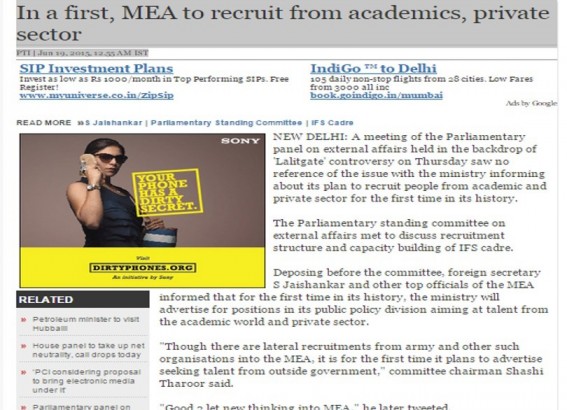 In a first, MEA to recruit from academics, private
sector
PTI | Jun 19, 2015, 12.55 AM IST
SIP Investment Plans
Invest as low as Rs 1000/month in Top Performing SIPs. Free
Register!
www.myuniverse.co.in/ZipSip
IndiGo ™ to Delhi
105 daily non-stop flights from 28 cities. Low Fares
from 3000 all inc
book.goindigo.in/mumbai
Ads by Google
READ MORE »S Jaishankar | Parliamentary Standing Committee | IFS Cadre
SONY
YOUR
PHONE
HAS A
DIRTY
SECRET.
Visit
DIRTYPHONES.ORG
An initiative by Sony
NEW DELHI: A meeting of the Parliamentary
panel on external affairs held in the backdrop of
'Lalitgate' controversy on Thursday saw no
reference of the issue with the ministry informing
about its plan to recruit people from academic and
private sector for the first time in its history.
The Parliamentary standing committee on
external affairs met to discuss recruitment
structure and capacity building of IFS cadre.
Deposing before the committee, foreign secretary
S Jaishankar and other top officials of the MEA
informed that for the first time in its history, the ministry will
advertise for positions in its public policy division aiming at talent from
the academic world and private sector.
"Though there are lateral recruitments from army and other such
organisations into the MEA, it is for the first time it plans to advertise
seeking talent from outside government," committee chairman Shashi
Tharoor said.
"Good 2 let new thinking into MEA," he later tweeted.
RELATED
» Petroleum minister to visit
Hubballi
» House panel to take up net
neutrality, call drops today
» 'PCI considering proposal
to bring electronic media
under it'
» Parliamentary panel on